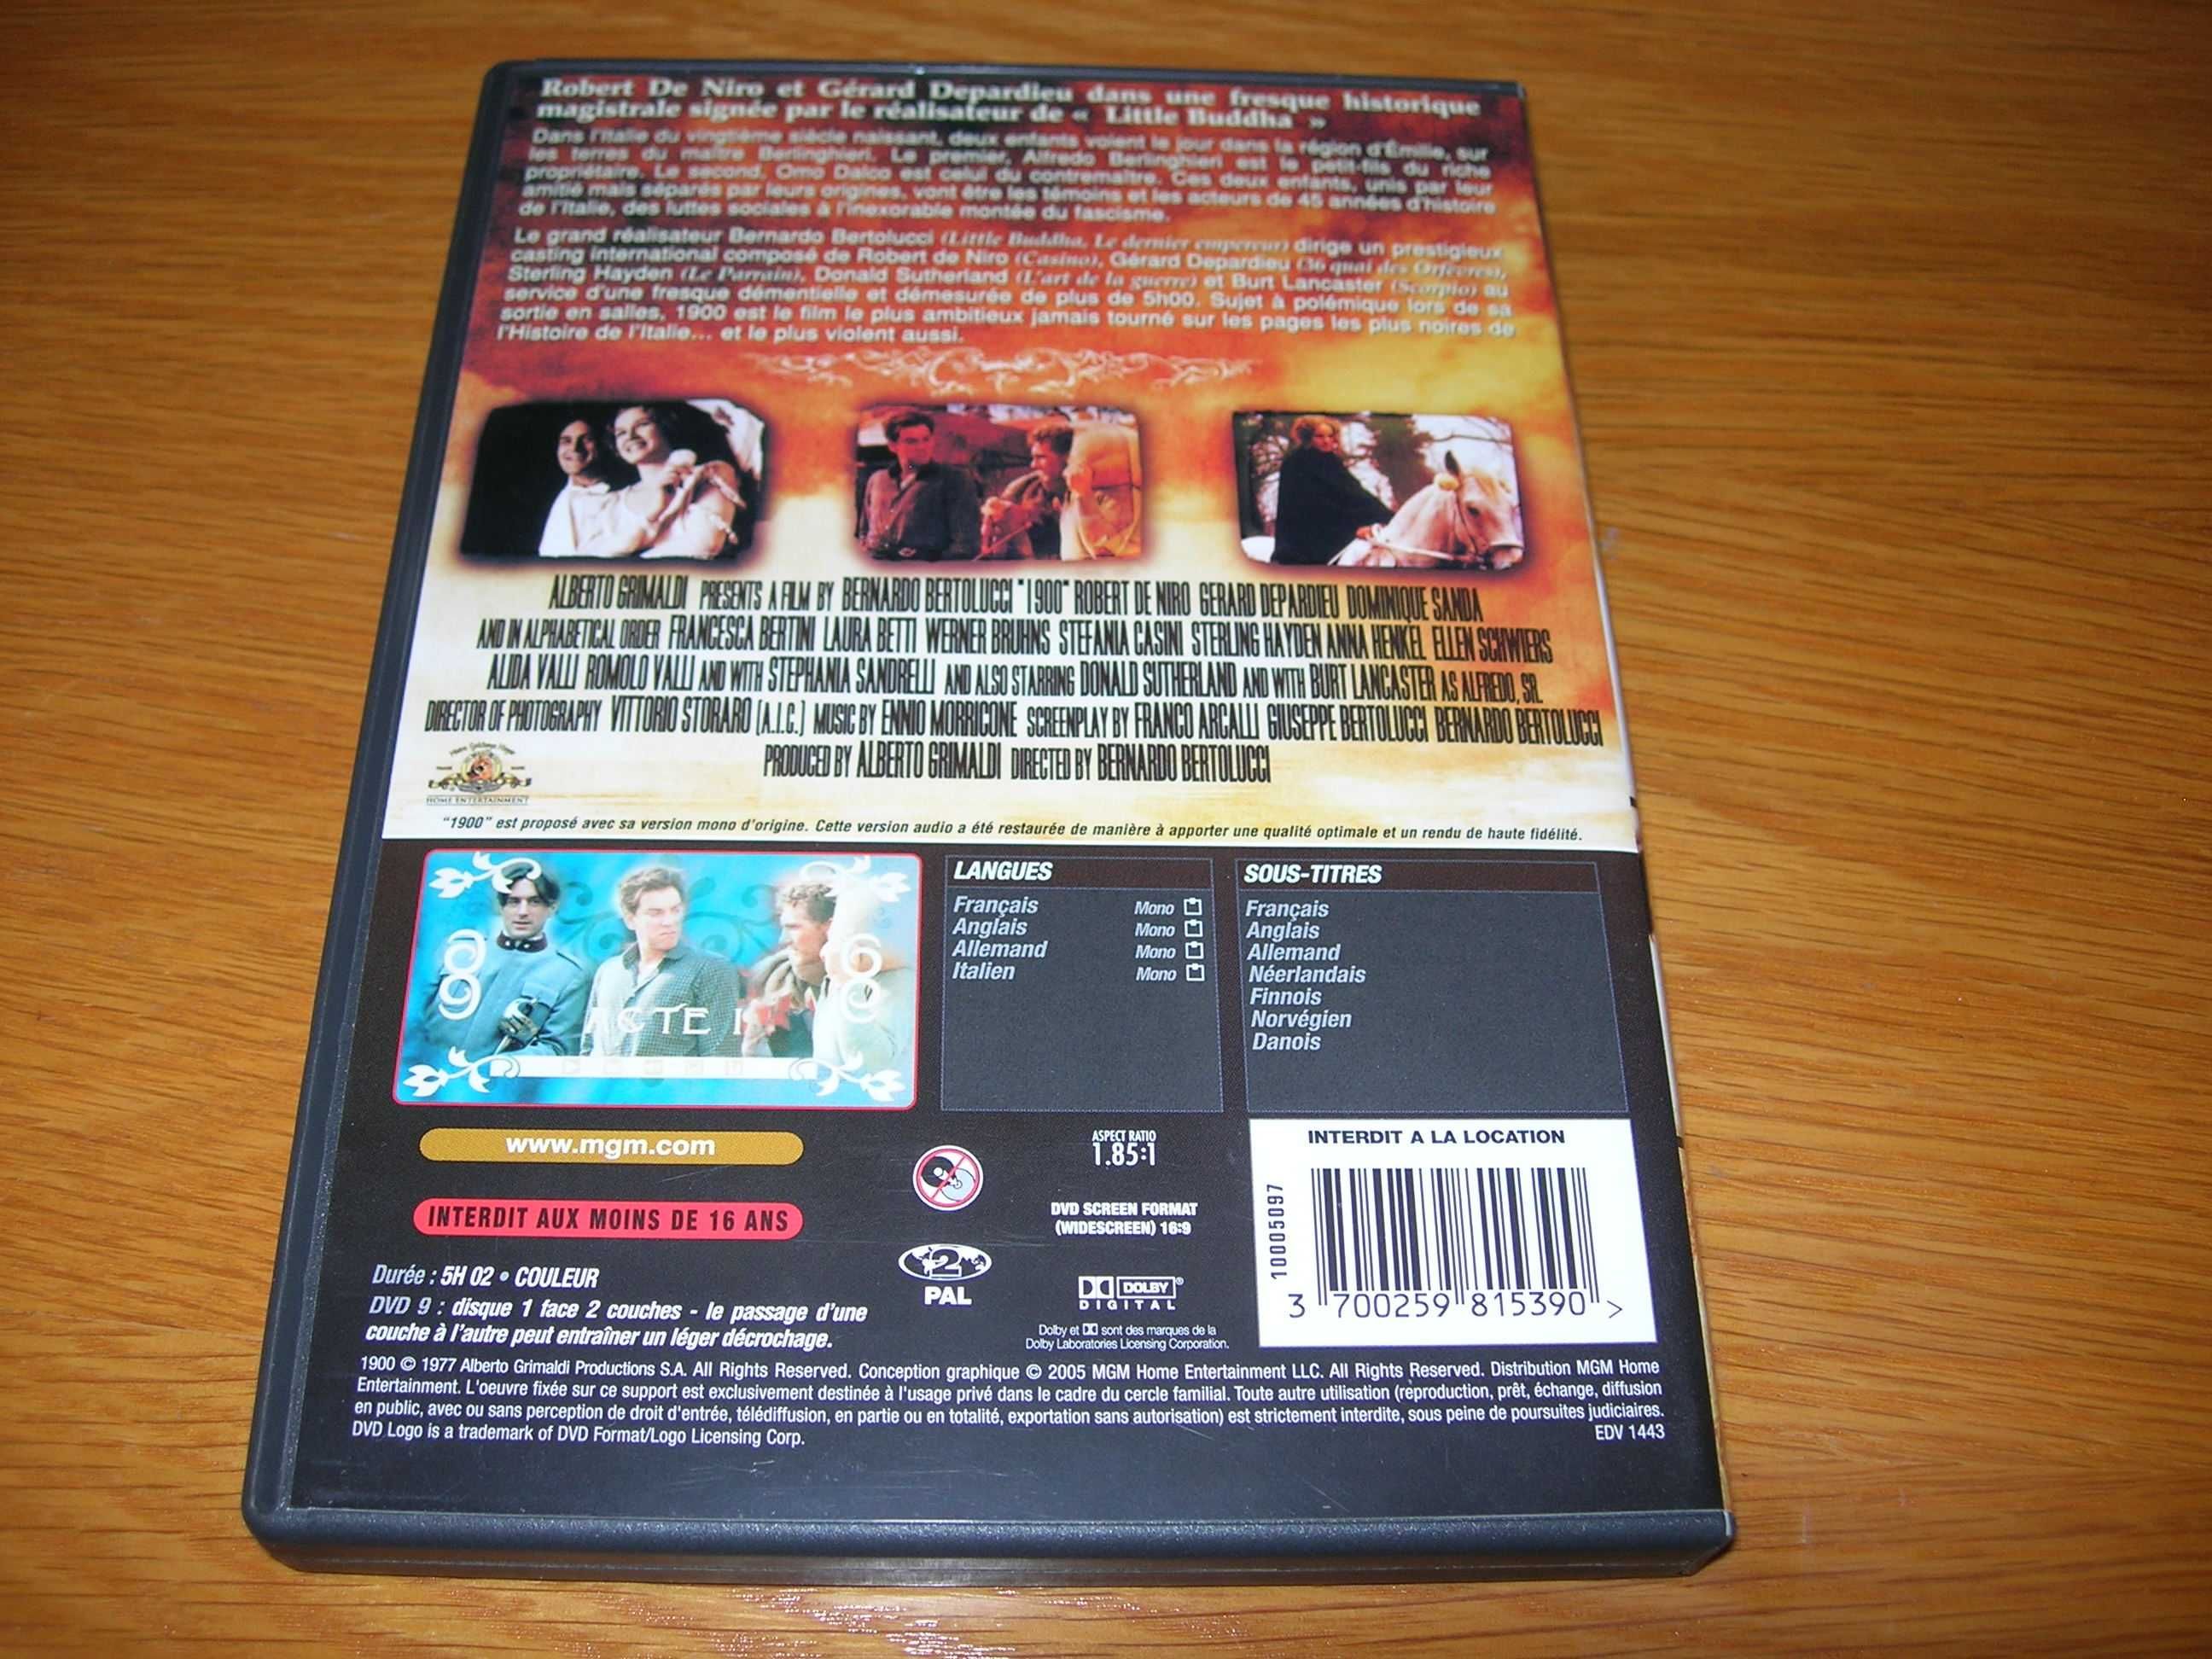 Robert De Niro et Gérard Depardieu dans une fresque historique
magistrale signée par le réalisateur de « Little Buddha »
Dans l'Italie du vingtième siècle naissant, deux enfants voient le jour dans la région d'Émilie, sur
les terres du maître Berlinghieri. Le premier, Alfredo Berlinghieri est le petit-fils du riche
propriétaire. Le second, Omo Dalco est celui du contremaître. Ces deux enfants, unis par leur
amitié mais séparés par leurs origines, vont être les témoins et les acteurs de 45 années d'histoire
de l'Italie, des luttes sociales à l'inexorable montée du fascisme.
Le grand réalisateur Bernardo Bertolucci (Little Buddha, Le dernier empereur) dirige un prestigieux
casting international composé de Robert de Niro (Casino), Gérard Depardieu (36 quai des Orfèvres),
Sterling Hayden (Le Parrain), Donald Sutherland (L'art de la guerre) et Burt Lancaster (Scorpio) au
service d'une fresque démentielle et démesurée de plus de 5h00. Sujet à polémique lors de sa
sortie en salles, 1900 est le film le plus ambitieux jamais tourné sur les pages les plus noires de
l'Histoire de l'Italie... et le plus violent aussi.
ALBERTO GRIMALDI PRESENTS A FILM BY BERNARDO BERTOLUCCI "1900" ROBERT DE NIRO GERARD DEPARDIEU DOMINIQUE SANDA
AND IN ALPHABETICAL ORDER FRANCESCA BERTINI LAURA BETTI WERNER BRUHNS STEFANIA CASINI STERLING HAYDEN ANNA HENKEL ELLEN SCHWIERS
ALIDA VALLI ROMOLO VALLI AND WITH STEPHANIA SANDRELLI AND ALSO STARRING DONALD SUTHERLAND AND WITH BURT LANCASTER AS ALFREDO, SR.
DIRECTOR OF PHOTOGRAPHY VITTORIO STORARO (A.I.C.) MUSIC BY ENNIO MORRICONE SCREENPLAY BY FRANCO ARCALLI GIUSEPPE BERTOLUCCI BERNARDO BERTOLUCCI
PRODUCED BY ALBERTO GRIMALDI DIRECTED BY BERNARDO BERTOLUCCI
HOME ENTERTAINMENT
"1900" est proposé avec sa version mono d'origine. Cette version audio a été restaurée de manière à apporter une qualité optimale et un rendu de haute fidélité.
ACTE I
LANGUES
Français Mono
Anglais Mono
Allemand Mono
Italien Mono
SOUS-TITRES
Français
Anglais
Allemand
Néerlandais
Finnois
Norvégien
Danois
www.mgm.com
INTERDIT AUX MOINS DE 16 ANS
Durée : 5H 02 • COULEUR
DVD 9 : disque 1 face 2 couches - le passage d'une
couche à l'autre peut entraîner un léger décrochage.
2
PAL
ASPECT RATIO
1.85:1
DVD SCREEN FORMAT
(WIDESCREEN) 16:9
DOLBY
DIGITAL
Dolby et sont des marques de la
Dolby Laboratories Licensing Corporation.
INTERDIT A LA LOCATION
10005097
3 700259 815390 >
1900 © 1977 Alberto Grimaldi Productions S.A. All Rights Reserved. Conception graphique © 2005 MGM Home Entertainment LLC. All Rights Reserved. Distribution MGM Home
Entertainment. L'oeuvre fixée sur ce support est exclusivement destinée à l'usage privé dans le cadre du cercle familial. Toute autre utilisation (reproduction, prêt, échange, diffusion
en public, avec ou sans perception de droit d'entrée, télédiffusion, en partie ou en totalité, exportation sans autorisation) est strictement interdite, sous peine de poursuites judiciaires.
DVD Logo is a trademark of DVD Format/Logo Licensing Corp.
EDV 1443